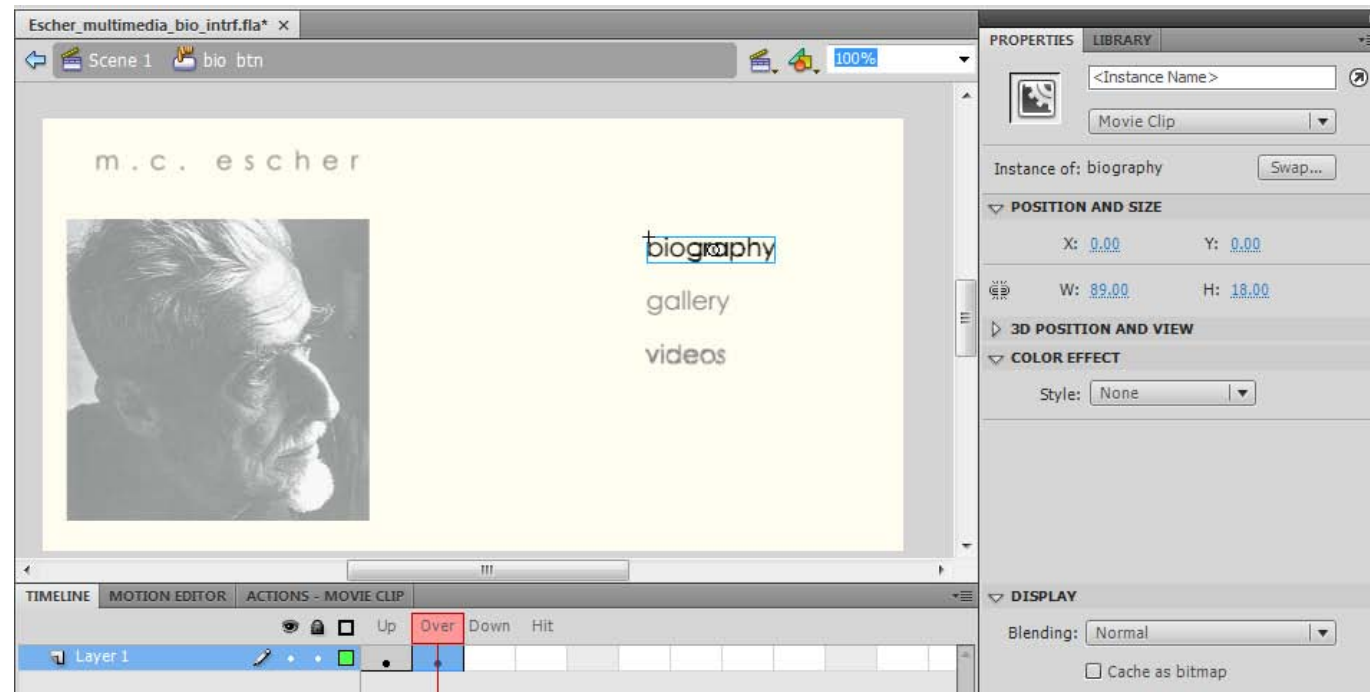 Escher_multimedia_bio_intrf.fla* ×
Scene 1 bio btn 100%
m.c. escher
biography
gallery
videos
TIMELINE MOTION EDITOR ACTIONS - MOVIE CLIP
Up Over Down Hit
Layer 1
PROPERTIES LIBRARY
<Instance Name>
Movie Clip
Instance of: biography Swap...
POSITION AND SIZE
X: 0.00 Y: 0.00
W: 89.00 H: 18.00
3D POSITION AND VIEW
COLOR EFFECT
Style: None
DISPLAY
Blending: Normal
Cache as bitmap